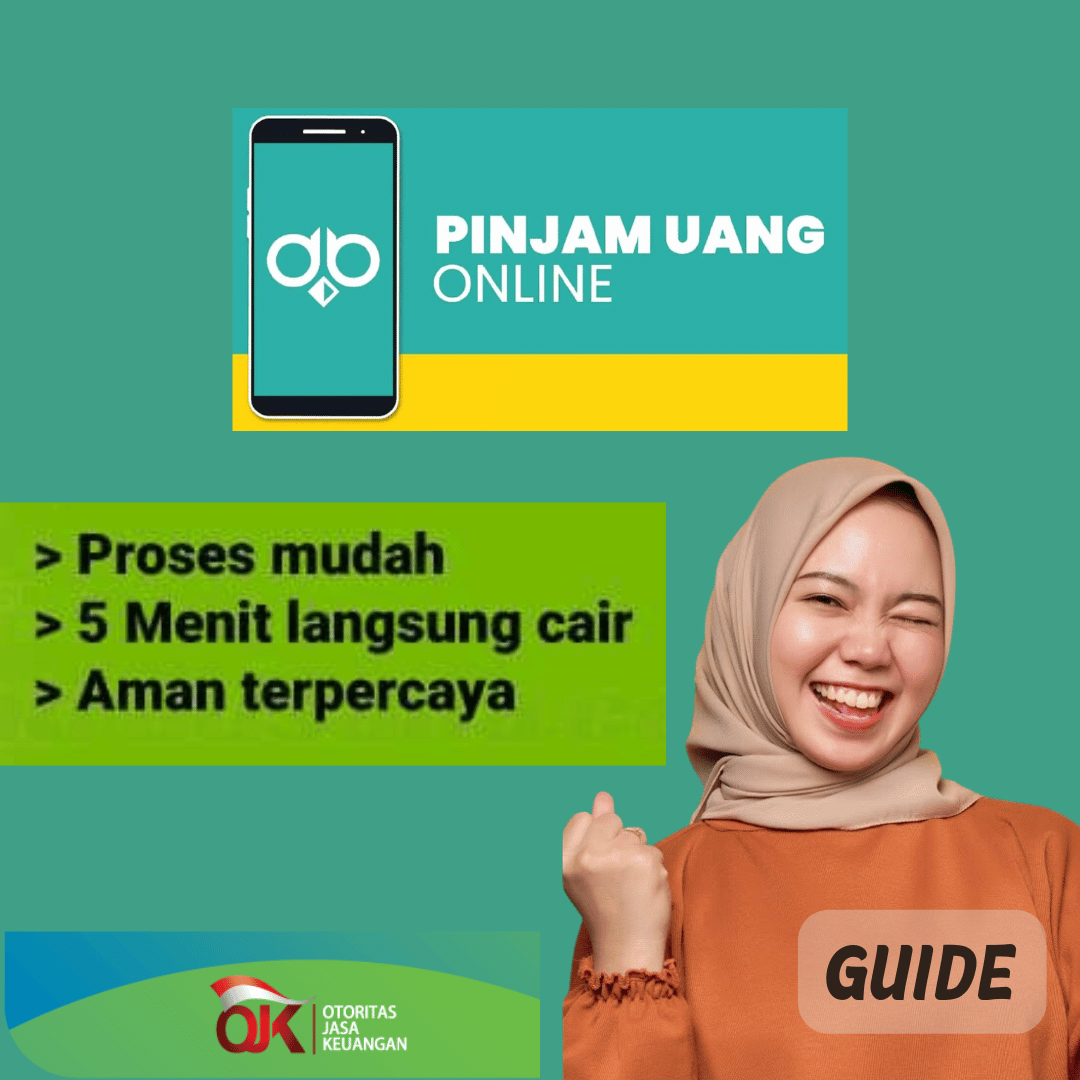 PINJAM UANG
ONLINE
> Proses mudah
> 5 Menit langsung cair
> Aman terpercaya
GUIDE
OJK
OTORITAS
JASA
KEUANGAN